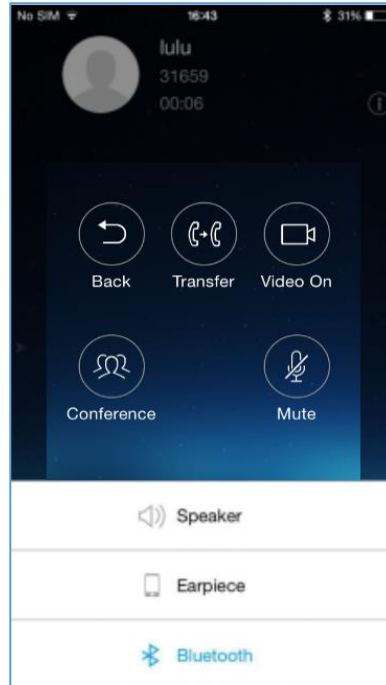 No SIM 16:43 31%
lulu
31659
00:06
Back Transfer Video On
Conference Mute
Speaker
Earpiece
Bluetooth